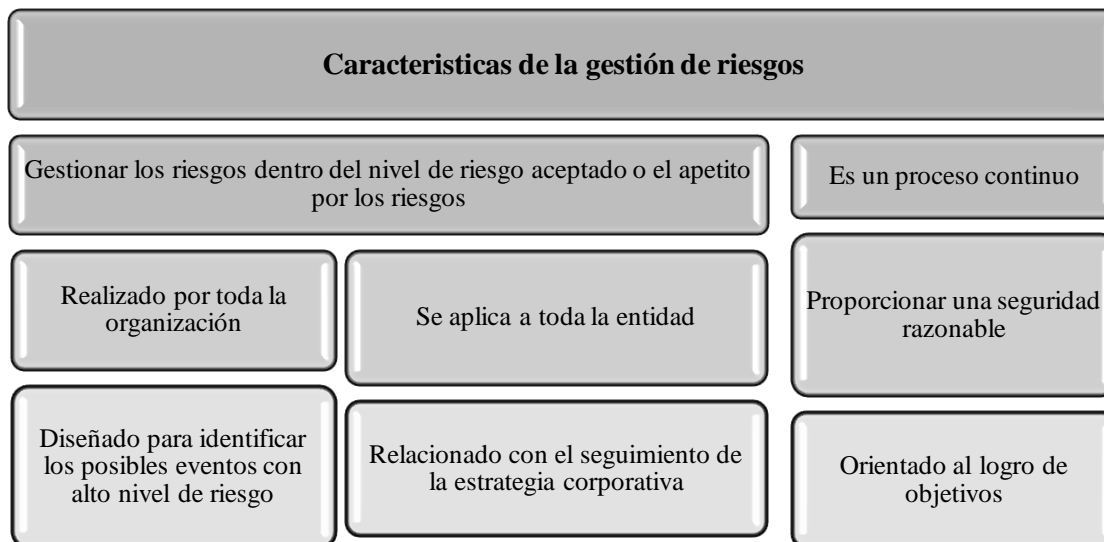 Caracteristicas de la gestión de riesgos
Gestionar los riesgos dentro del nivel de riesgo aceptado o el apetito
por los riesgos
Es un proceso continuo
Realizado por toda la
organización
Se aplica a toda la entidad
Proporcionar una seguridad
razonable
Diseñado para identificar
los posibles eventos con
alto nivel de riesgo
Relacionado con el seguimiento de
la estrategia corporativa
Orientado al logro de
objetivos